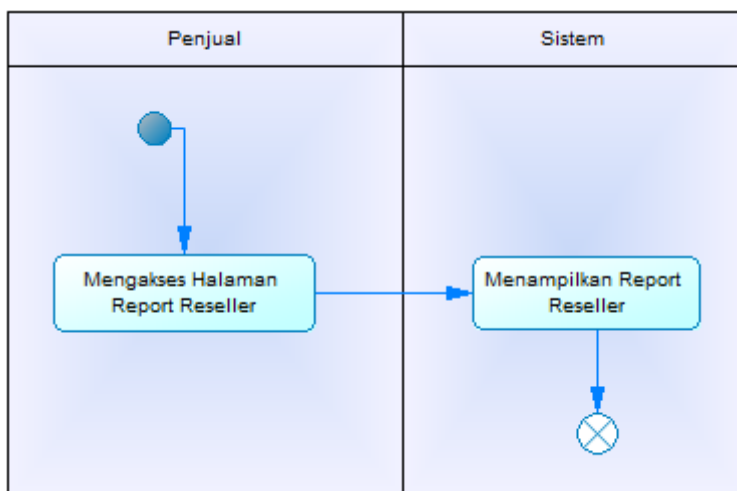 Penjual
Sistem
Mengakses Halaman
Report Reseller
Menampilkan Report
Reseller